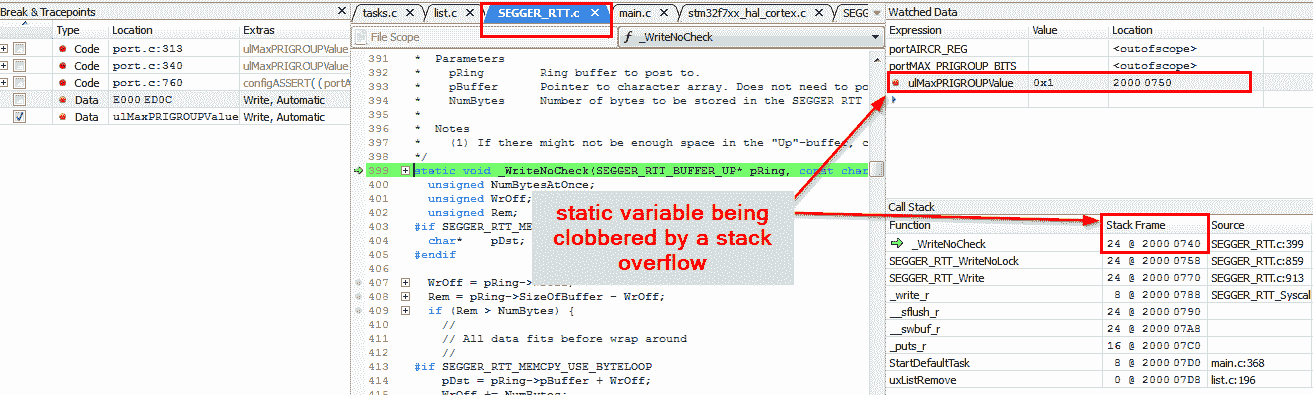 Break & Tracepoints
Type Location Extras
Code port.c:313 ulMaxPRIGROUPValue
Code port.c:340 ulMaxPRIGROUPValue
Code port.c:760 configASSERT((portA
Data E000 ED0C Write, Automatic
Data ulMaxPRIGROUPValue Write, Automatic
tasks.c list.c SEGGER_RTT.c main.c stm32f7xx_hal_cortex.c SEGG
File Scope f _WriteNoCheck
391 * Parameters
392 * pRing Ring buffer to post to.
393 * pBuffer Pointer to character array. Does not need to po
394 * NumBytes Number of bytes to be stored in the SEGGER RTT
395 *
396 * Notes
397 * (1) If there might not be enough space in the "Up"-buffer, c
398 */
399 static void _WriteNoCheck(SEGGER_RTT_BUFFER_UP* pRing, const char
400 unsigned NumBytesAtOnce;
401 unsigned WrOff;
402 unsigned Rem;
403 #if SEGGER_RTT_ME
404 char* pDst;
405 #endif
406
407 WrOff = pRing->
408 Rem = pRing->SizeOfBuffer - WrOff;
409 if (Rem > NumBytes) {
410 //
411 // All data fits before wrap around
412 //
413 #if SEGGER_RTT_MEMCPY_USE_BYTELOOP
414 pDst = pRing->pBuffer + WrOff;
415 WrOff += NumBytes;
static variable being
clobbered by a stack
overflow
Watched Data
Expression Value Location
portAIRCR_REG <outofscope>
portMAX_PRIGROUP_BITS <outofscope>
ulMaxPRIGROUPValue 0x1 2000 0750
Call Stack
Function Stack Frame Source
_WriteNoCheck 24 @ 2000 0740 SEGGER_RTT.c:399
SEGGER_RTT_WriteNoLock 24 @ 2000 0758 SEGGER_RTT.c:859
SEGGER_RTT_Write 24 @ 2000 0770 SEGGER_RTT.c:913
_write_r 8 @ 2000 0788 SEGGER_RTT_Syscal
__sflush_r 24 @ 2000 0790
__swbuf_r 24 @ 2000 07A8
_puts_r 16 @ 2000 07C0
StartDefaultTask 8 @ 2000 07D0 main.c:368
uxListRemove 0 @ 2000 07D8 list.c:196